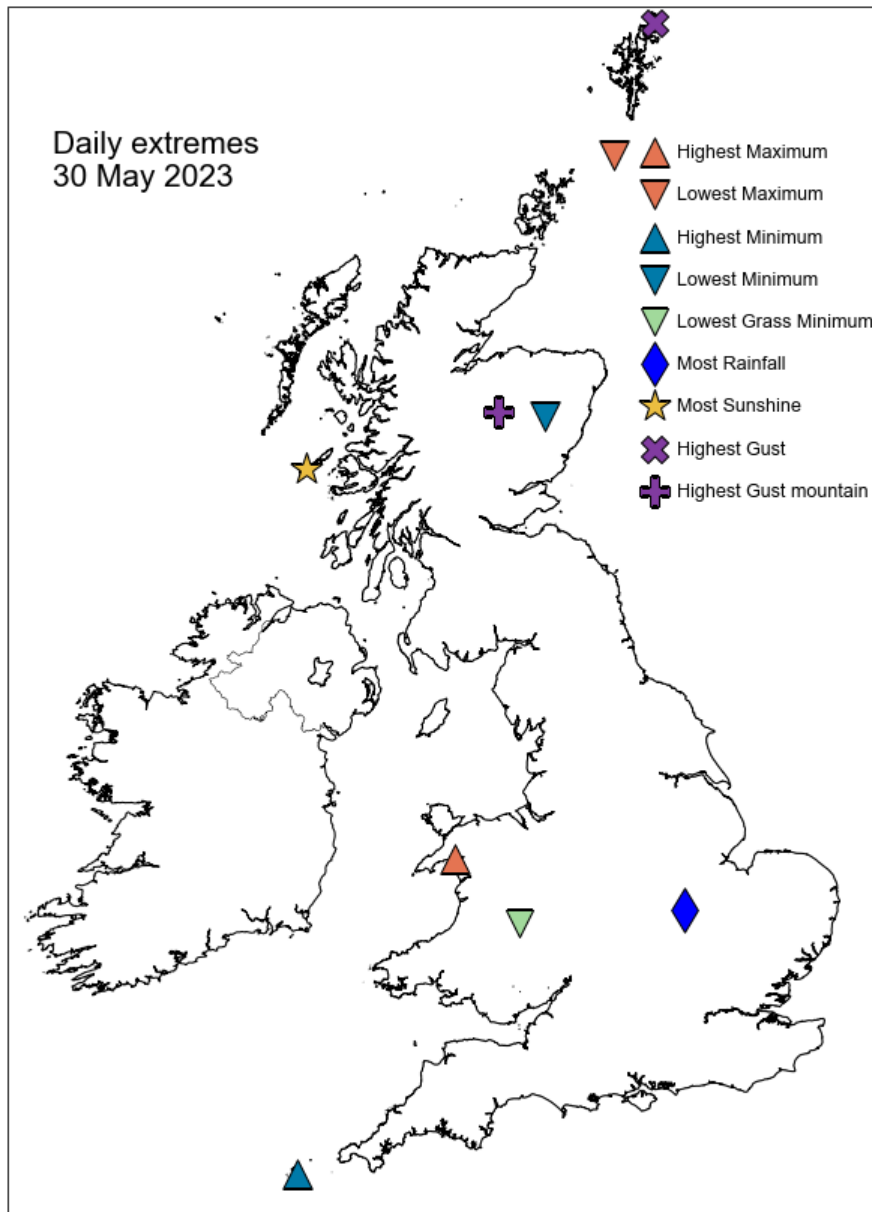 Daily extremes
30 May 2023
Highest Maximum
Lowest Maximum
Highest Minimum
Lowest Minimum
Lowest Grass Minimum
Most Rainfall
Most Sunshine
Highest Gust
Highest Gust mountain